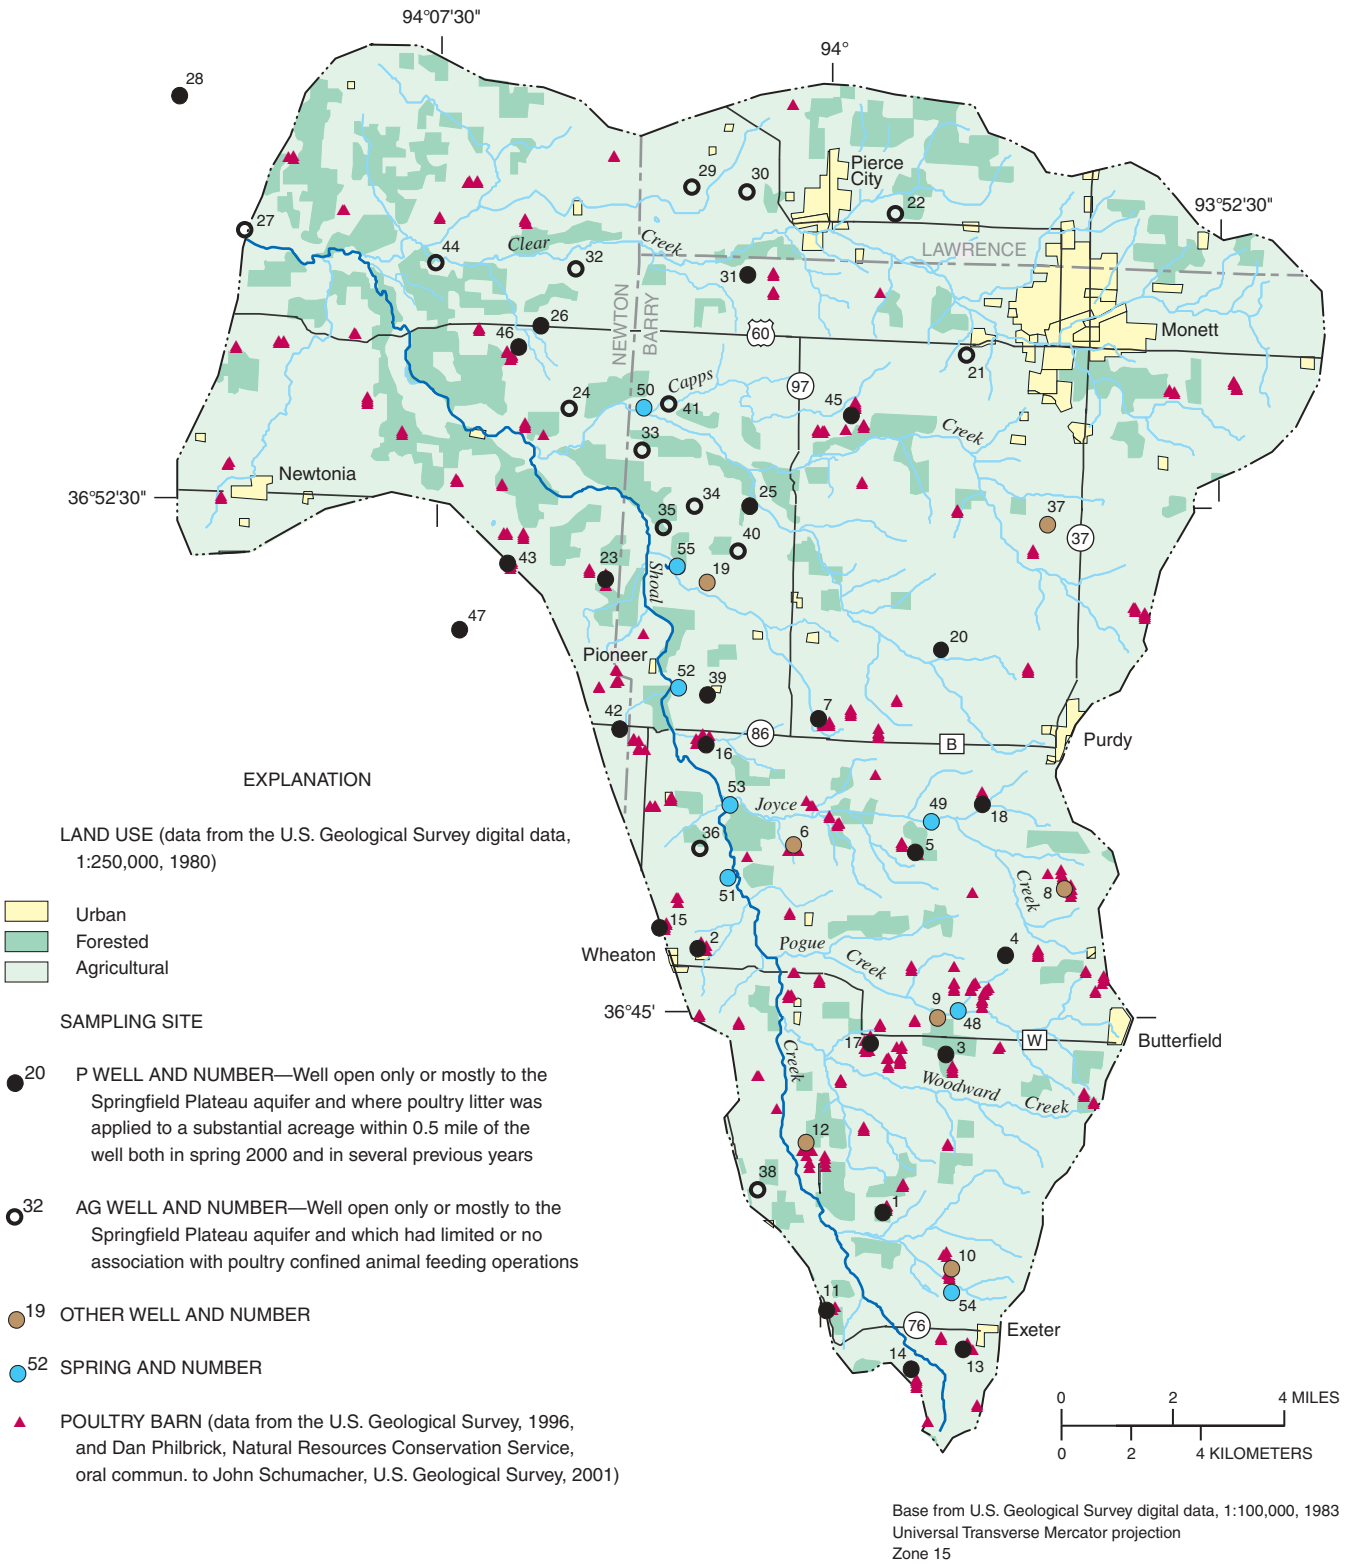 94°07'30"
94°
28
Pierce
City
29
30
22
93°52'30"
27
44
Clear
Creek
32
LAWRENCE
31
26
46
NEWTON
BARRY
60
Monett
21
97
24
50
Capps
41
45
Creek
33
Newtonia
36°52'30"
34
25
35
37
37
40
55
43
23
19
Shoal
47
20
Pioneer
52
39
42
7
86
B
Purdy
16
EXPLANATION
53
Joyce
49
18
LAND USE (data from the U.S. Geological Survey digital data,
1:250,000, 1980)
36
6
5
Creek
8
51
Urban
Forested
Agricultural
15
2
Pogue
Creek
4
Wheaton
36°45'
9
48
SAMPLING SITE
17
3
W
Butterfield
Creek
Woodward
Creek
20
P WELL AND NUMBER—Well open only or mostly to the
Springfield Plateau aquifer and where poultry litter was
applied to a substantial acreage within 0.5 mile of the
well both in spring 2000 and in several previous years
12
38
32
AG WELL AND NUMBER—Well open only or mostly to the
Springfield Plateau aquifer and which had limited or no
association with poultry confined animal feeding operations
1
10
54
11
19
OTHER WELL AND NUMBER
76
Exeter
13
14
52
SPRING AND NUMBER
POULTRY BARN (data from the U.S. Geological Survey, 1996,
and Dan Philbrick, Natural Resources Conservation Service,
oral commun. to John Schumacher, U.S. Geological Survey, 2001)
0 2 4 MILES
0 2 4 KILOMETERS
Base from U.S. Geological Survey digital data, 1:100,000, 1983
Universal Transverse Mercator projection
Zone 15